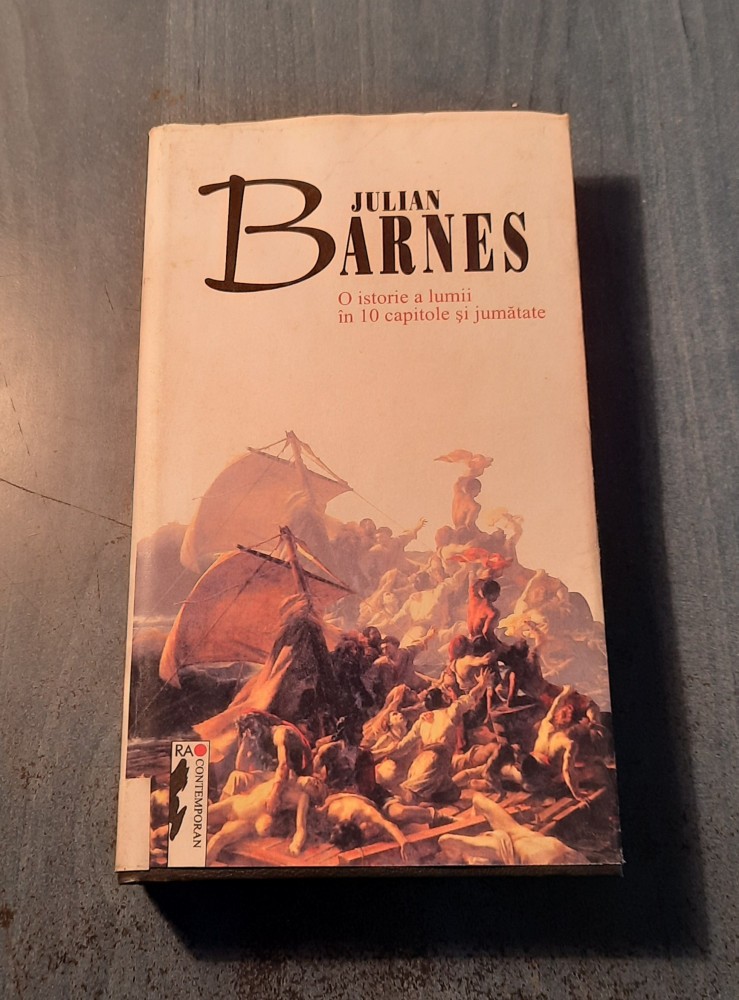 JULIAN
BARNES
O istorie a lumii
în 10 capitole şi jumătate
RAO
CONTEMPORAN